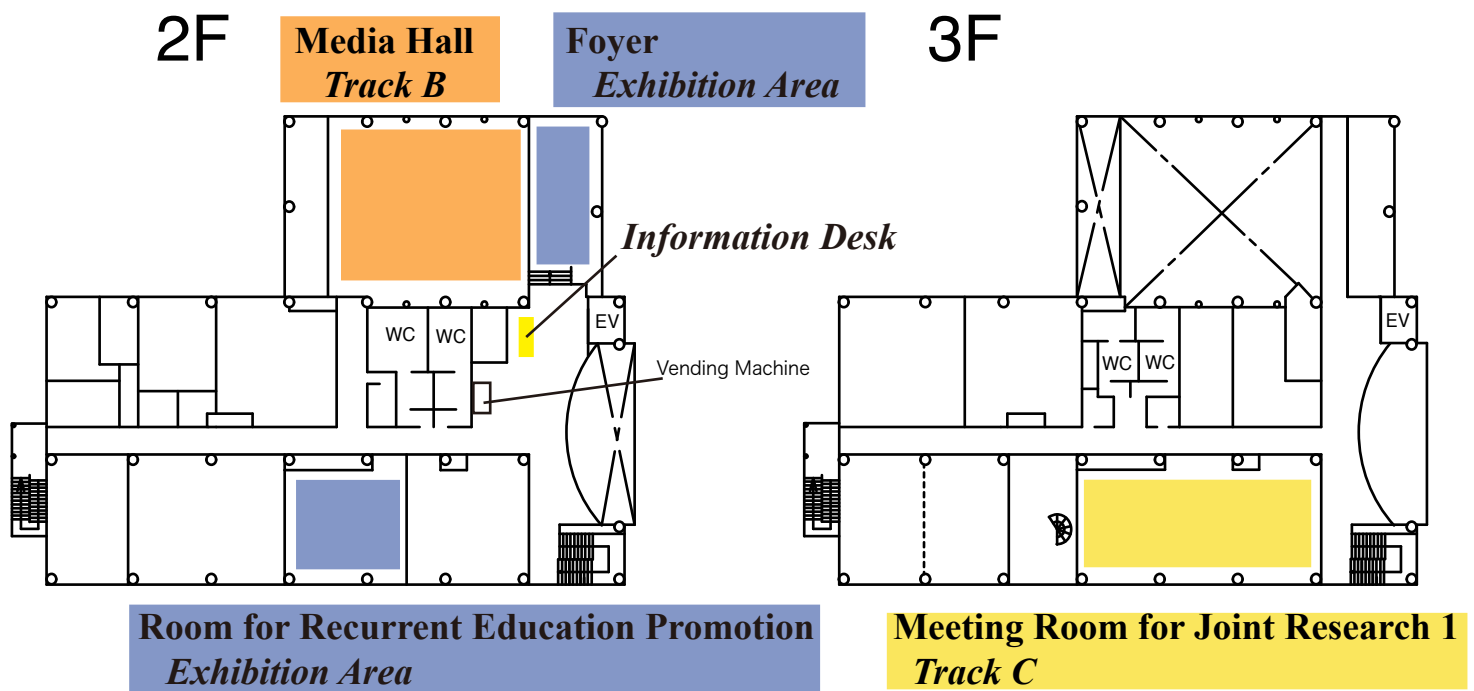 2F
Media Hall
Track B
Foyer
Exhibition Area
3F
Information Desk
EV
WC
WC
Vending Machine
EV
WC
WC
Room for Recurrent Education Promotion
Exhibition Area
Meeting Room for Joint Research 1
Track C